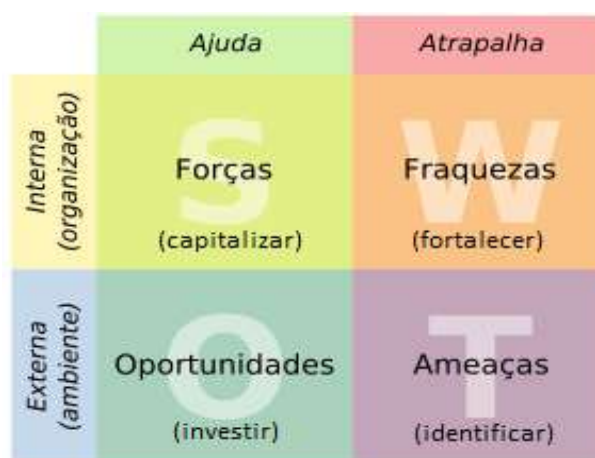 Ajuda
Atrapalha
Interna
(organização)
S
Forças
(capitalizar)
W
Fraquezas
(fortalecer)
Externa
(ambiente)
O
Oportunidades
(investir)
T
Ameaças
(identificar)